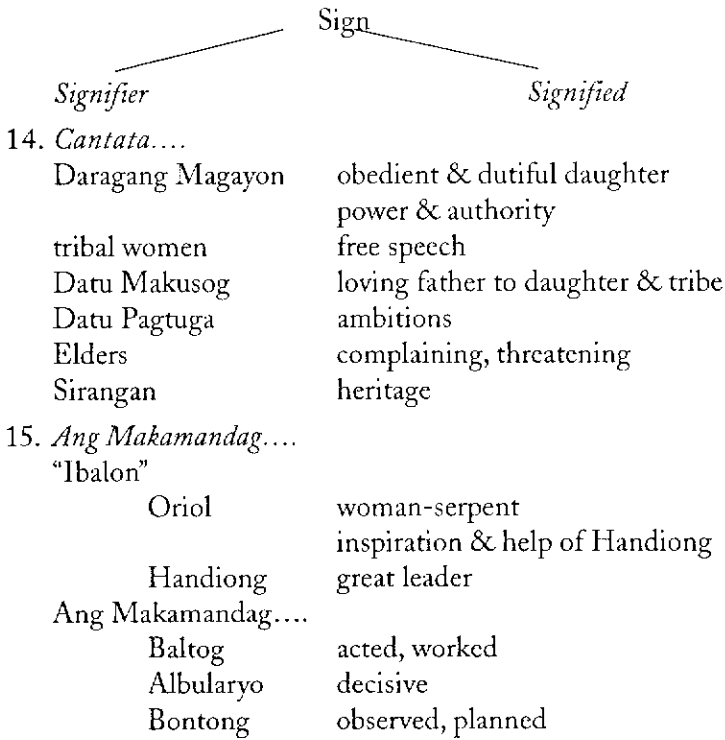 Sign
Signifier Signified
14. Cantata....
Daragang Magayon obedient & dutiful daughter
power & authority
tribal women free speech
Datu Makusog loving father to daughter & tribe
Datu Pagtuga ambitions
Elders complaining, threatening
Sirangan heritage
15. Ang Makamandag....
"Ibalon"
Oriol woman-serpent
inspiration & help of Handiong
Handiong great leader
Ang Makamandag....
Baltog acted, worked
Albularyo decisive
Bontong observed, planned